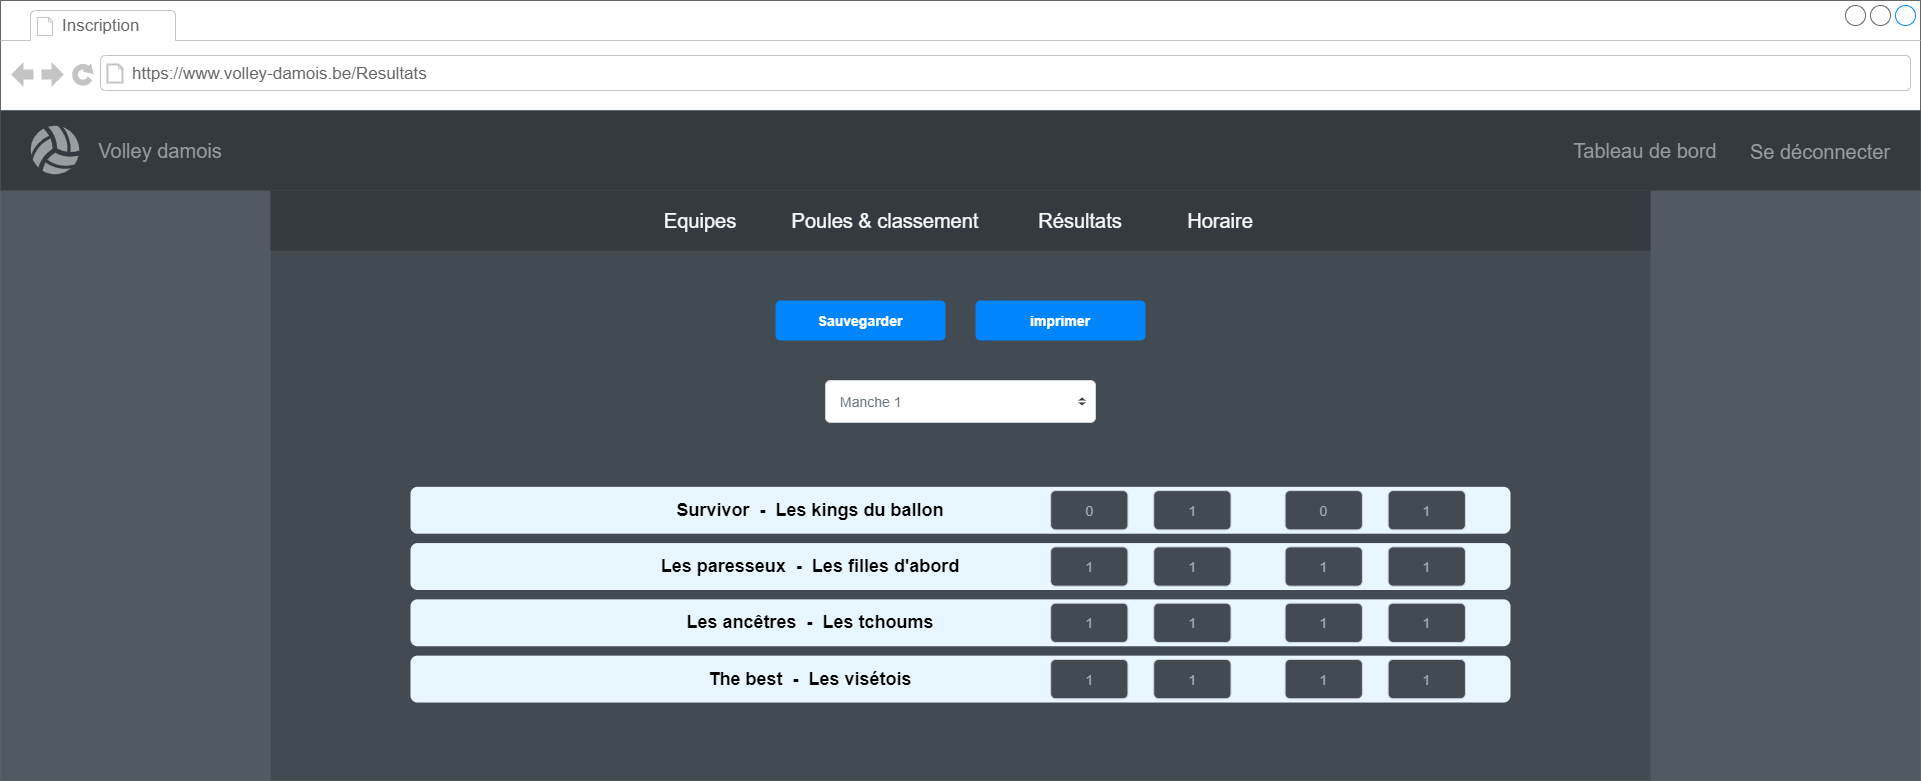 Inscription
https://www.volley-damois.be/Resultats
Volley damois
Tableau de bord
Se déconnecter
Equipes Poules & classement Résultats Horaire
Sauvegarder imprimer
Manche 1
Survivor - Les kings du ballon 0 1 0 1
Les paresseux - Les filles d'abord 1 1 1 1
Les ancêtres - Les tchoums 1 1 1 1
The best - Les visétois 1 1 1 1